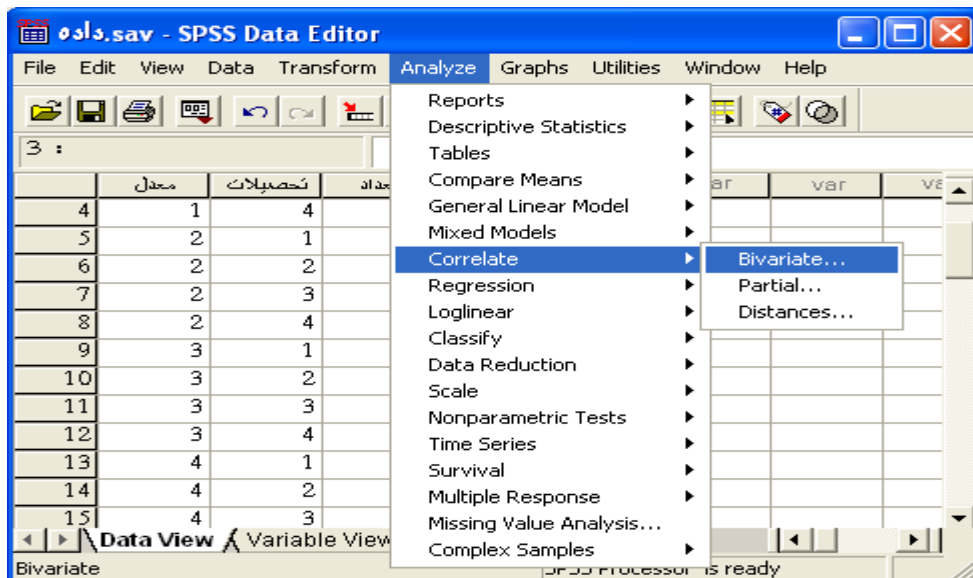 داده.sav - SPSS Data Editor
File Edit View Data Transform Analyze Graphs Utilities Window Help
3 :
معدل تحصیلات var var
4 1 4
5 2 1
6 2 2
7 2 3
8 2 4
9 3 1
10 3 2
11 3 3
12 3 4
13 4 1
14 4 2
15 4 3
Reports
Descriptive Statistics
Tables
Compare Means
General Linear Model
Mixed Models
Correlate
Regression
Loglinear
Classify
Data Reduction
Scale
Nonparametric Tests
Time Series
Survival
Multiple Response
Missing Value Analysis...
Complex Samples
Bivariate...
Partial...
Distances...
Data View Variable View
Bivariate SPSS Processor is ready